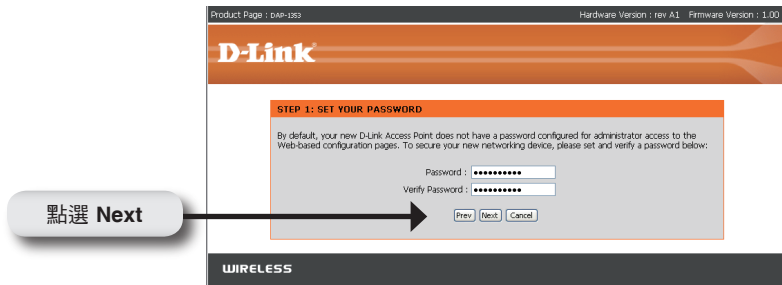 Product Page : DAP-1353 Hardware Version : rev A1 Firmware Version : 1.00
D-Link
STEP 1: SET YOUR PASSWORD
By default, your new D-Link Access Point does not have a password configured for administrator access to the
Web-based configuration pages. To secure your new networking device, please set and verify a password below:
Password : ●●●●●●●●●●
Verify Password : ●●●●●●●●●●
點選 Next
Prev Next Cancel
WIRELESS